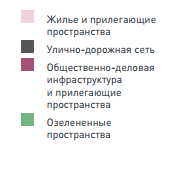 Жилье и прилегающие
пространства
Улично-дорожная сеть
Общественно-деловая
инфраструктура
и прилегающие
пространства
Озелененные
пространства